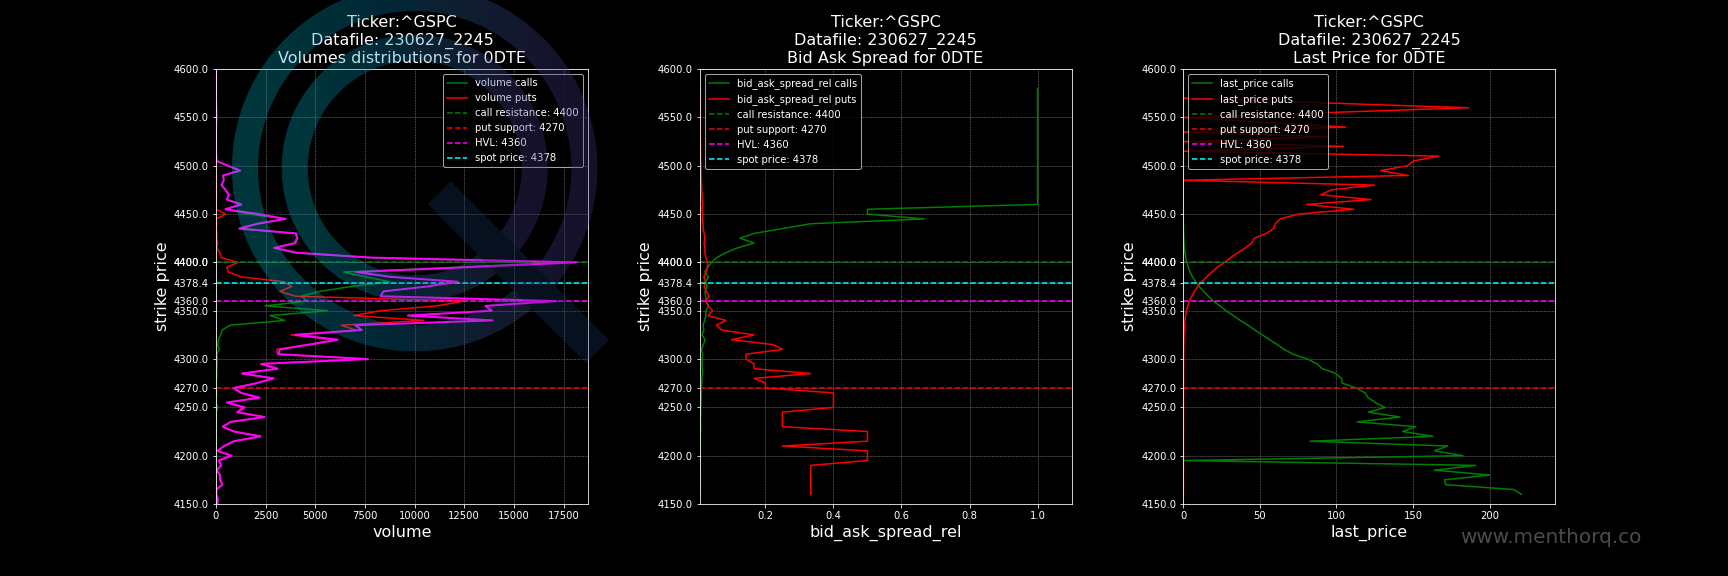 Ticker:^GSPC
Datafile: 230627_2245
Volumes distributions for 0DTE
4600.0
4550.0
4500.0
4450.0
4400.0
4400.0
4378.4
4360.0
4350.0
4300.0
4270.0
4250.0
4200.0
4150.0
strike price
volume calls
volume puts
call resistance: 4400
put support: 4270
HVL: 4360
spot price: 4378
0 2500 5000 7500 10000 12500 15000 17500
volume
Ticker:^GSPC
Datafile: 230627_2245
Bid Ask Spread for 0DTE
4600.0
4550.0
4500.0
4450.0
4400.0
4400.0
4378.4
4360.0
4350.0
4300.0
4270.0
4250.0
4200.0
4150.0
strike price
bid_ask_spread_rel calls
bid_ask_spread_rel puts
call resistance: 4400
put support: 4270
HVL: 4360
spot price: 4378
0.2 0.4 0.6 0.8 1.0
bid_ask_spread_rel
Ticker:^GSPC
Datafile: 230627_2245
Last Price for 0DTE
4600.0
4550.0
4500.0
4450.0
4400.0
4400.0
4378.4
4360.0
4350.0
4300.0
4270.0
4250.0
4200.0
4150.0
strike price
last_price calls
last_price puts
call resistance: 4400
put support: 4270
HVL: 4360
spot price: 4378
0 50 100 150 200
last_price
www.menthorq.co